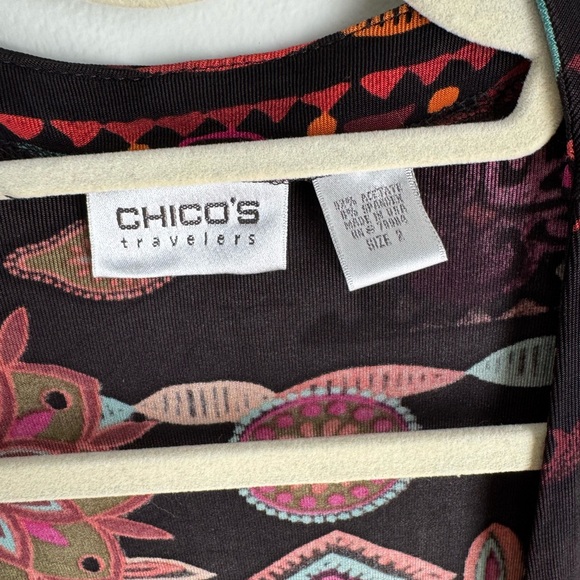 CHICO'S
travelers
92% ACETATE
8% SPANDEX
MADE IN USA
SIZE 2